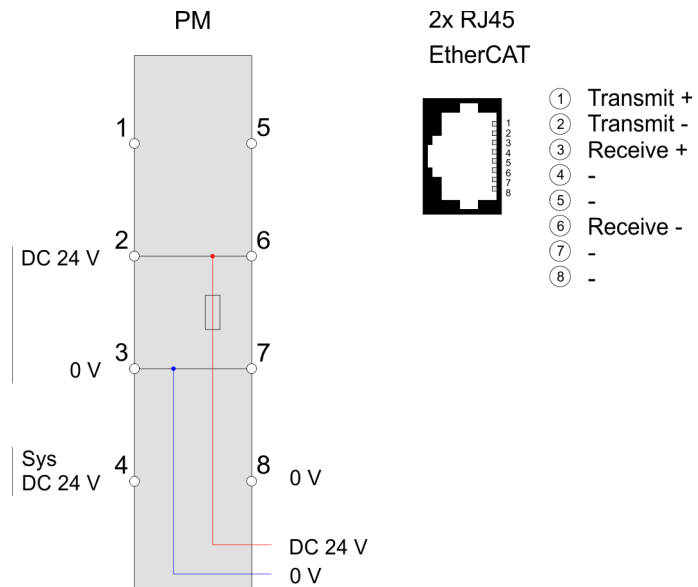 PM
1
5
2
6
DC 24 V
3
7
0 V
Sys
DC 24 V
4
8
0 V
DC 24 V
0 V
2x RJ45
EtherCAT
1
2
3
4
5
6
7
8
1 Transmit +
2 Transmit -
3 Receive +
4 -
5 -
6 Receive -
7 -
8 -